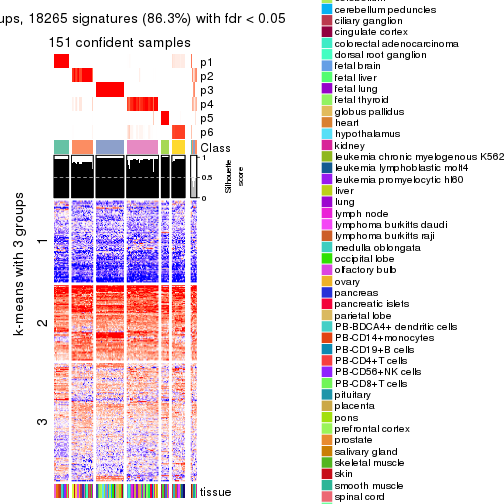 ups, 18265 signatures (86.3%) with fdr < 0.05
151 confident samples
p1
p2
p3
p4
p5
p6
Class
1
0.5
0
Silhouette
score
k-means with 3 groups
1
2
3
tissue
cerebellum peduncles
ciliary ganglion
cingulate cortex
colorectal adenocarcinoma
dorsal root ganglion
fetal brain
fetal liver
fetal lung
fetal thyroid
globus pallidus
heart
hypothalamus
kidney
leukemia chronic myelogenous K562
leukemia lymphoblastic molt4
leukemia promyelocytic hl60
liver
lung
lymph node
lymphoma burkitts daudi
lymphoma burkitts raji
medulla oblongata
occipital lobe
olfactory bulb
ovary
pancreas
pancreatic islets
parietal lobe
PB-BDCA4+ dendritic cells
PB-CD14+monocytes
PB-CD19+B cells
PB-CD4+T cells
PB-CD56+NK cells
PB-CD8+T cells
pituitary
placenta
pons
prefrontal cortex
prostate
salivary gland
skeletal muscle
skin
smooth muscle
spinal cord